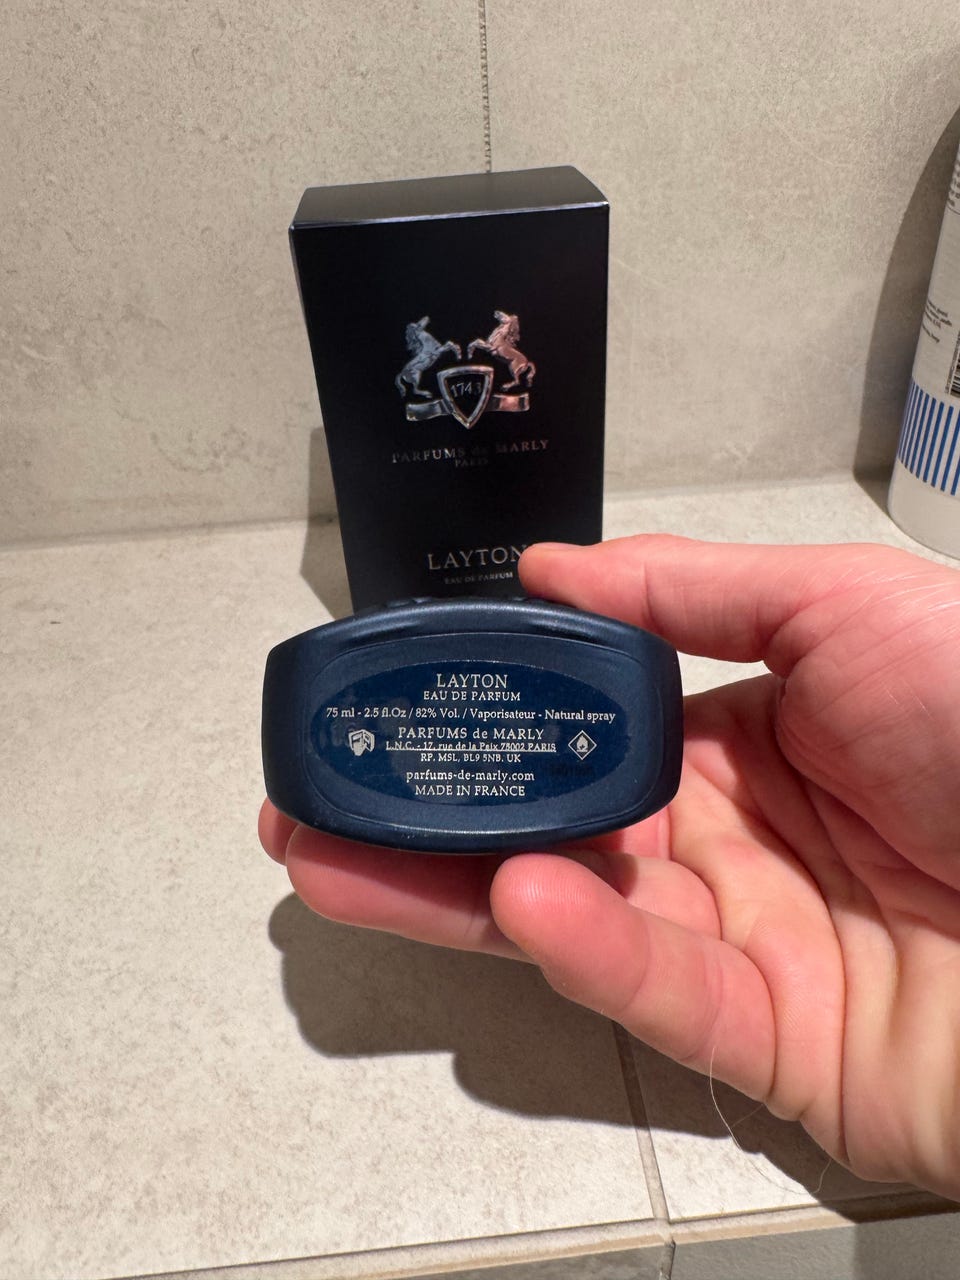 1743
PARFUMS de MARLY
PARIS
LAYTON
EAU DE PARFUM
LAYTON
EAU DE PARFUM
75 ml - 2.5 fl.Oz / 82% Vol. / Vaporisateur - Natural spray
PARFUMS de MARLY
L.N.C. - 17, rue de la Paix 75002 PARIS
RP, MSL, BL9 5NB. UK
parfums-de-marly.com
MADE IN FRANCE